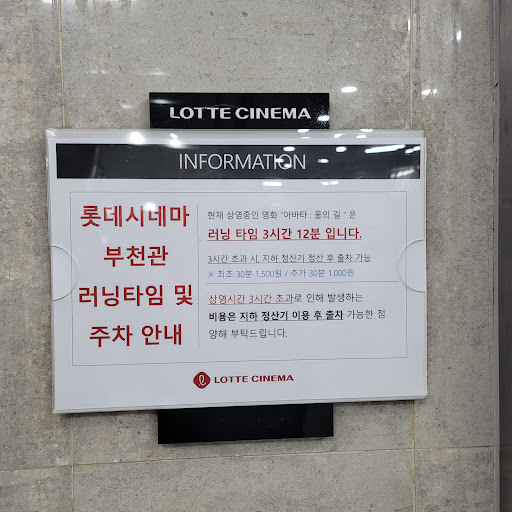 LOTTE CINEMA
INFORMATION
롯데시네마
부천관
러닝타임 및
주차 안내
현재 상영중인 영화 "아바타 : 물의 길 " 은
러닝 타임 3시간 12분 입니다.
3시간 초과 시, 지하 정산기 정산 후 출차 가능
※ 최초 30분 1,500원 / 추가 30분 1,000원
상영시간 3시간 초과로 인해 발생하는
비용은 지하 정산기 이용 후 출차 가능한 점
양해 부탁드립니다.
LOTTE CINEMA